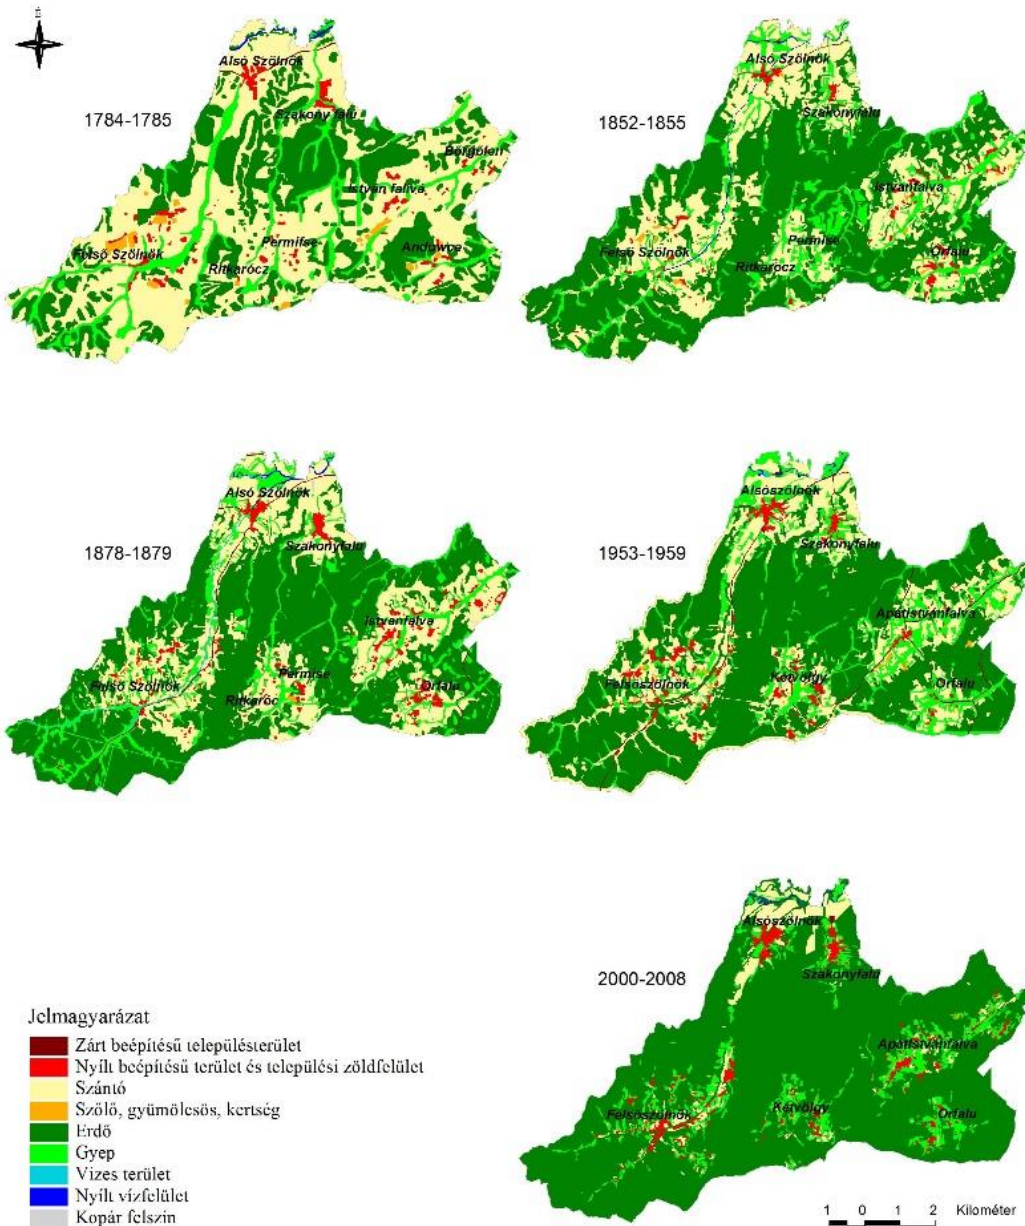 É
Alsó Szölnök
1784-1785
Szakony falu
Börgölen
István falva
Permifse
Anduwce
Felső Szölnök
Ritkarócz
Alsó Szölnök
1852-1855
Szakonyfalu
Istvánfalva
Permise
Orfalu
Felső Szölnök
Ritkarócz
Alsó Szölnök
1878-1879
Szakonyfalu
Istvánfalva
Permise
Felső Szölnök
Orfalu
Ritkaróc
Alsószölnök
1953-1959
Szakonyfalu
Apátistvánfalva
Kétvölgy
Felsőszölnök
Orfalu
Alsószölnök
2000-2008
Szakonyfalu
Apátistvánfalva
Kétvölgy
Felsőszölnök
Orfalu
Jelmagyarázat
Zárt beépítésű településterület
Nyílt beépítésű terület és települési zöldfelület
Szántó
Szőlő, gyümölcsös, kertség
Erdő
Gyep
Vizes terület
Nyílt vízfelület
Kopár felszín
1 0 1 2 Kilométer